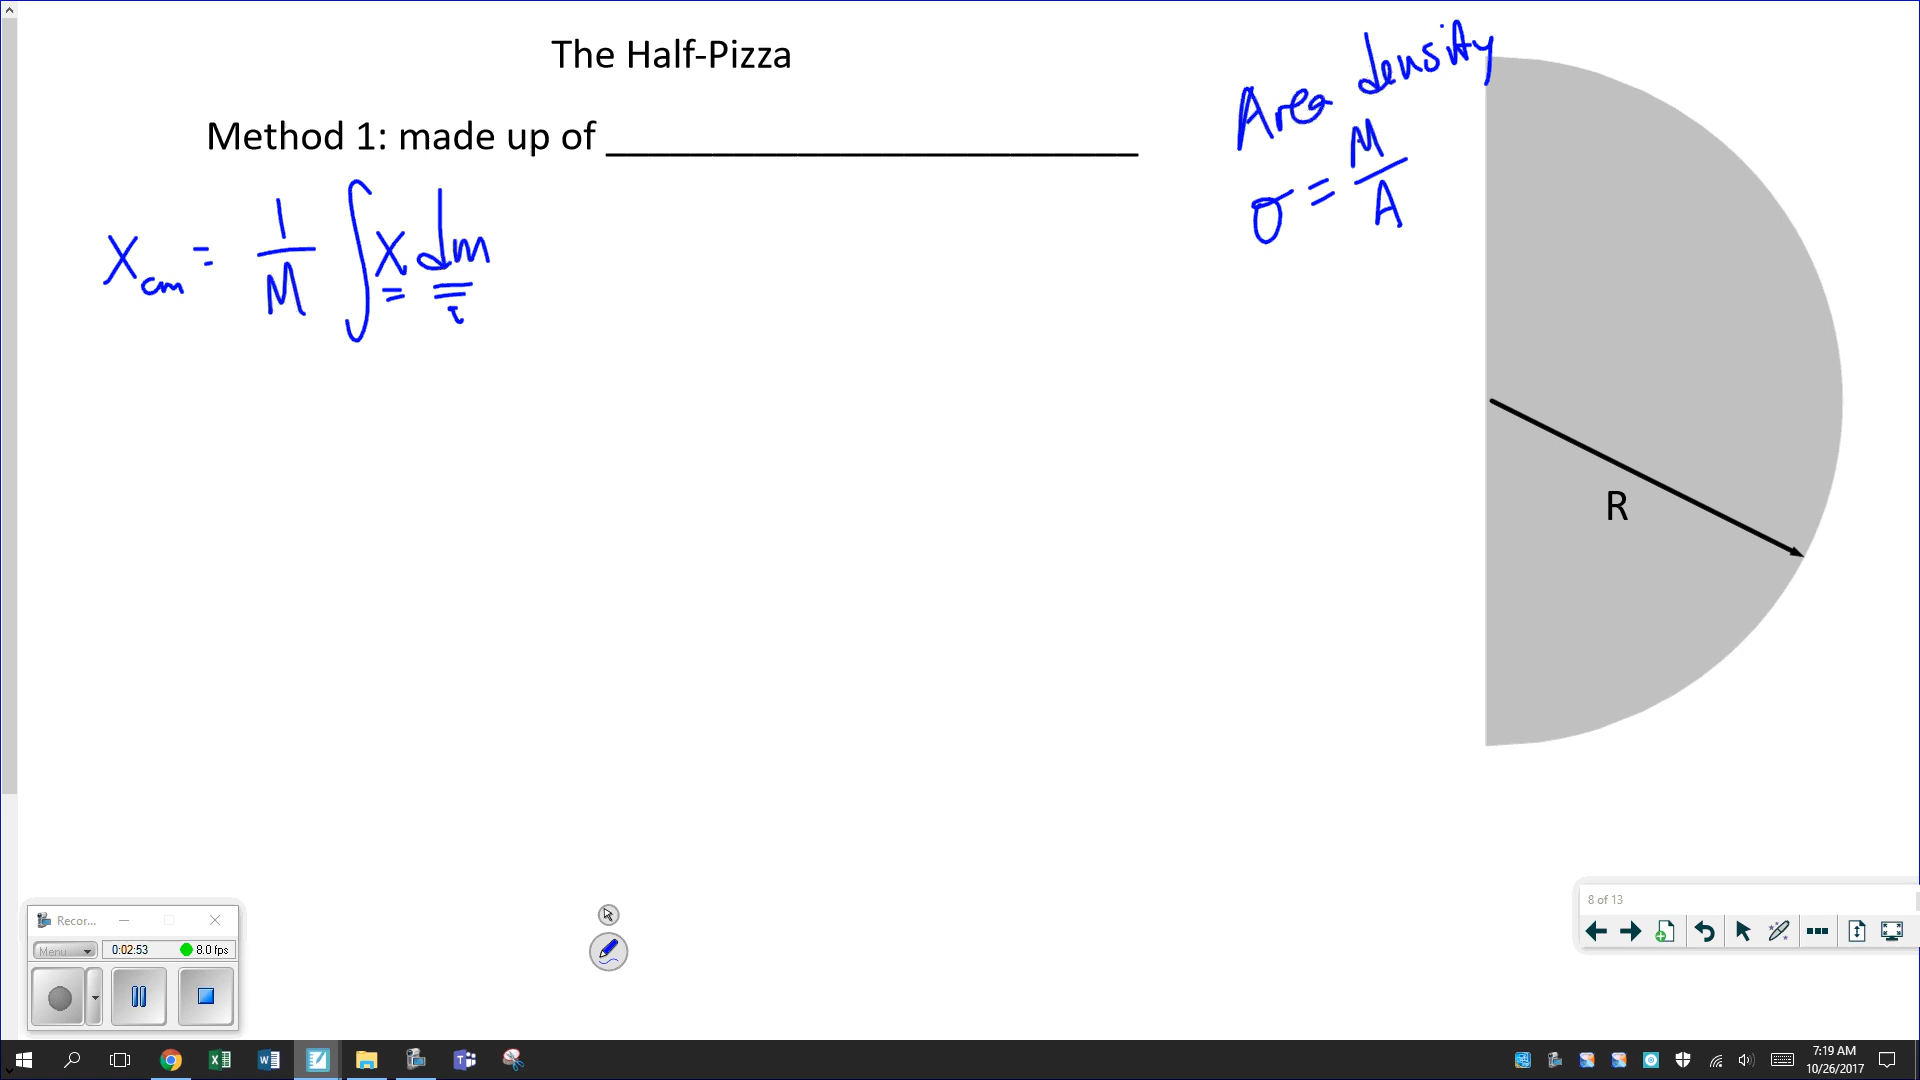 The Half-Pizza
Method 1: made up of ____________________________
Area density
σ = M/A
X_cm = 1/M ∫ x dm
R
8 of 13
Recor...
Menu
0:02:53
8.0 fps
7:19 AM
10/26/2017